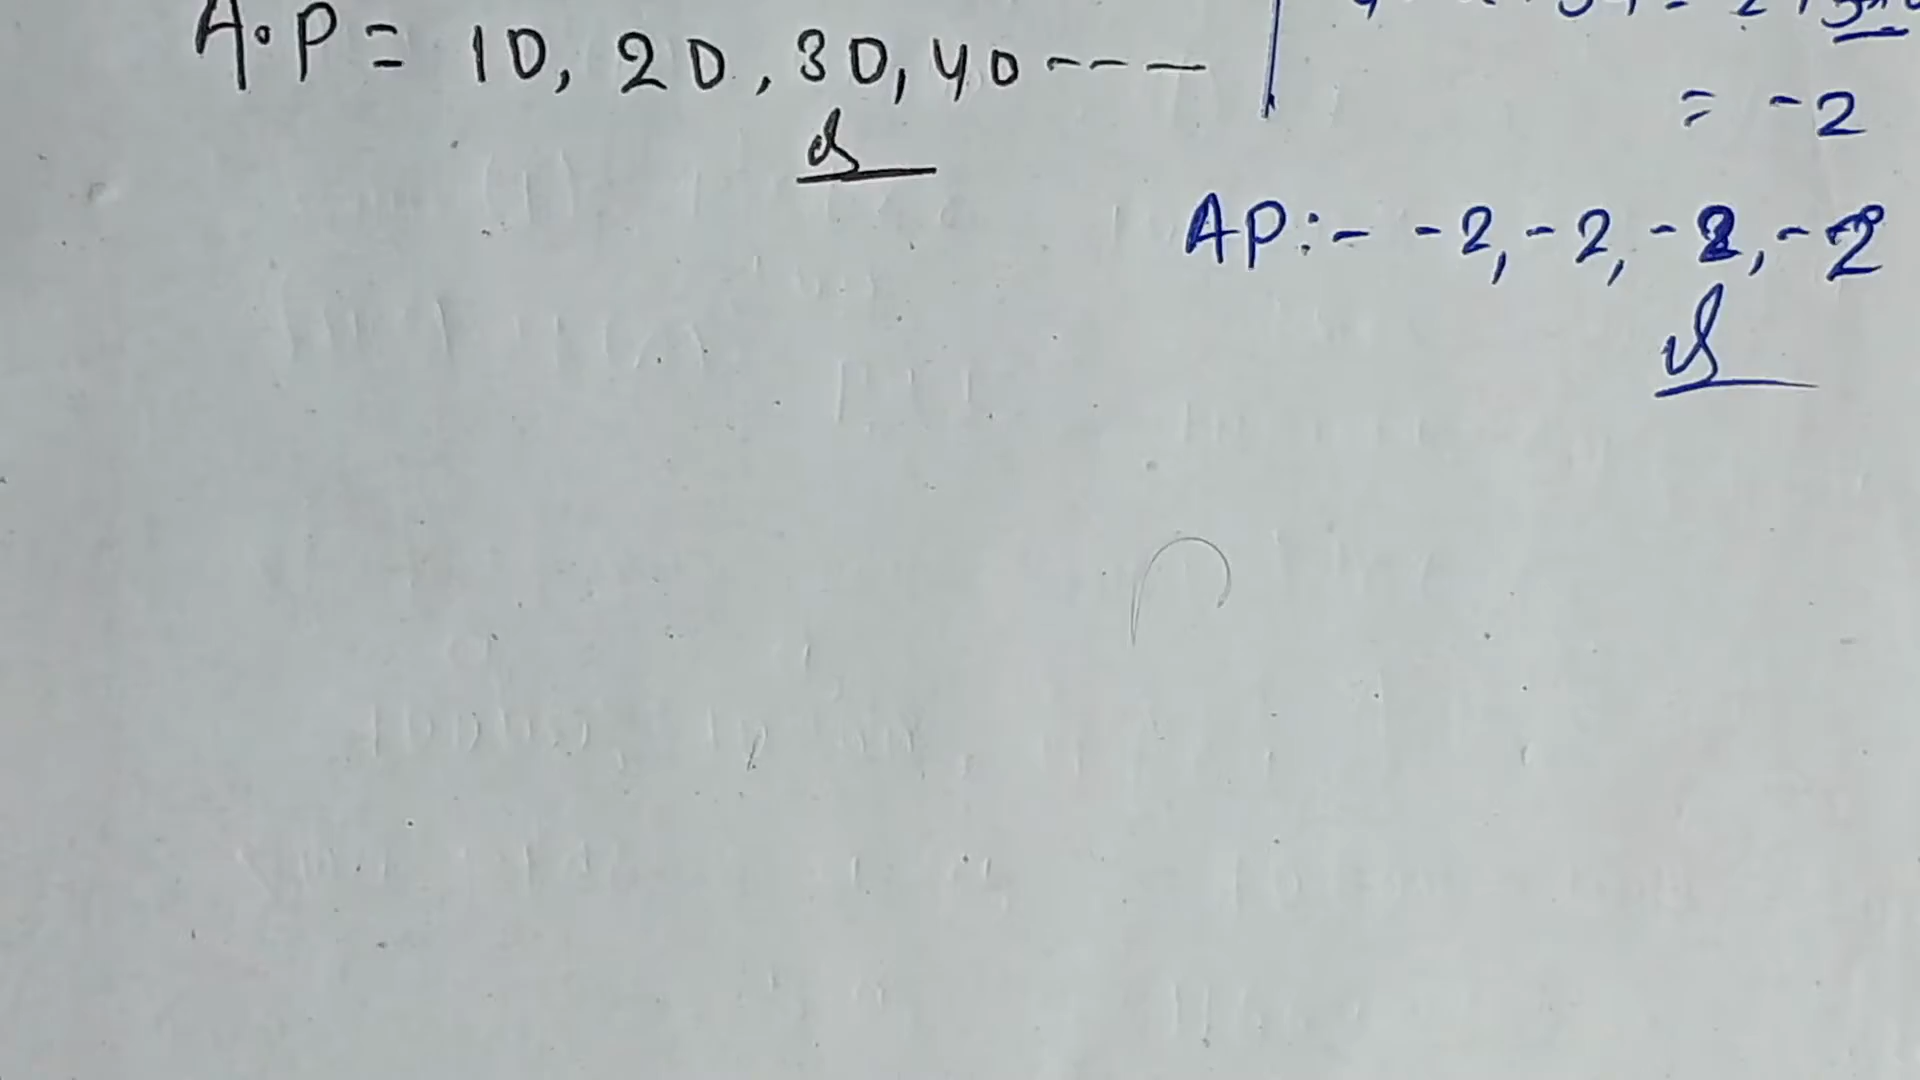 A.P = 10, 20, 30, 40 ----
= -2
AP:- -2, -2, -2, -2